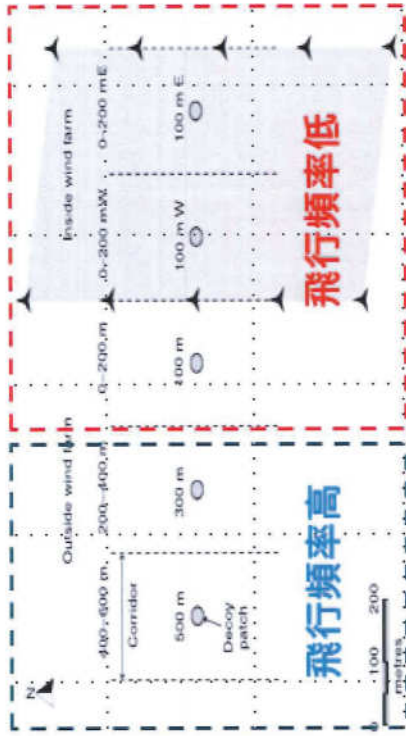 N
Outside wind farm Inside wind farm
400–600 m 200–400 m 0–200 m 0–200 mW 0–200 mE
Corridor
500 m 300 m 100 m 100 m W 100 m E
Decoy
patch
飛行頻率高 飛行頻率低
0 100 200
metres